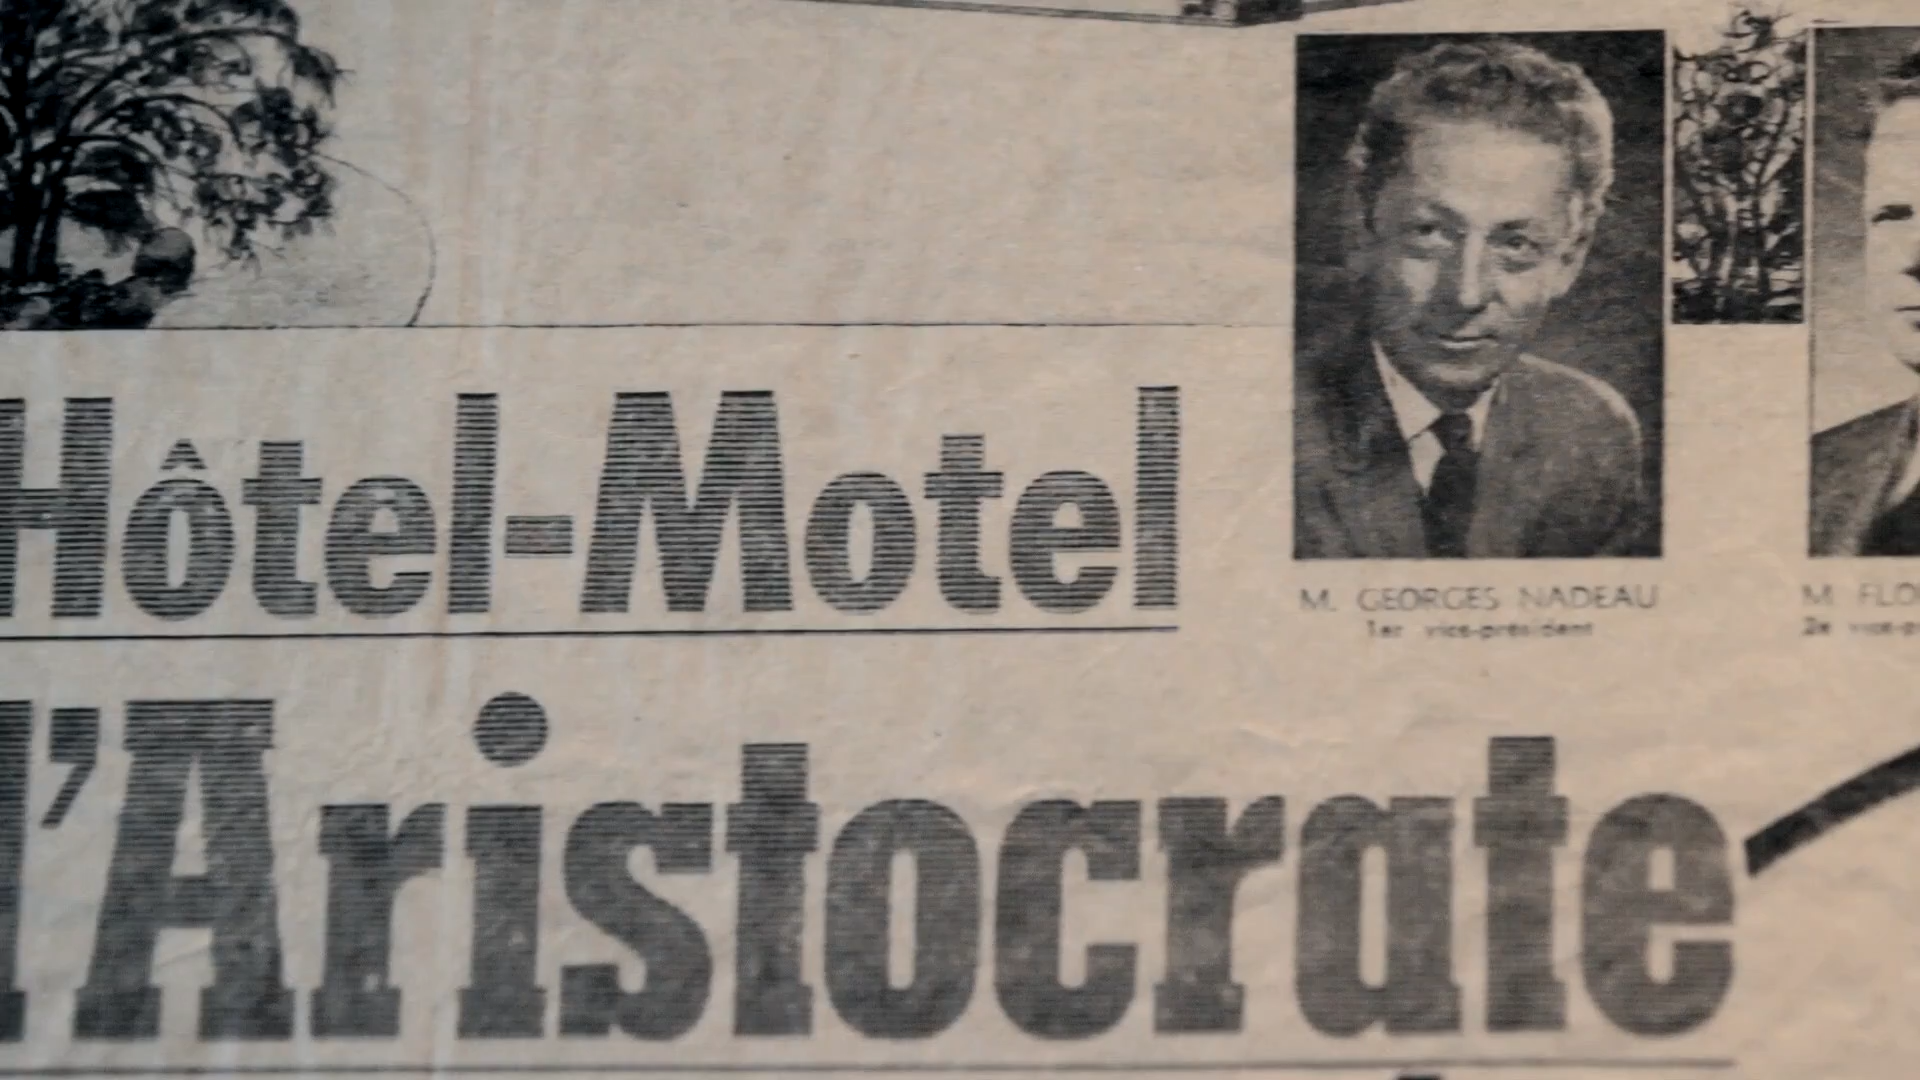 Hôtel-Motel
l'Aristocrate
M. GEORGES NADEAU
1er vice-président
M. FLO
2e vice-p